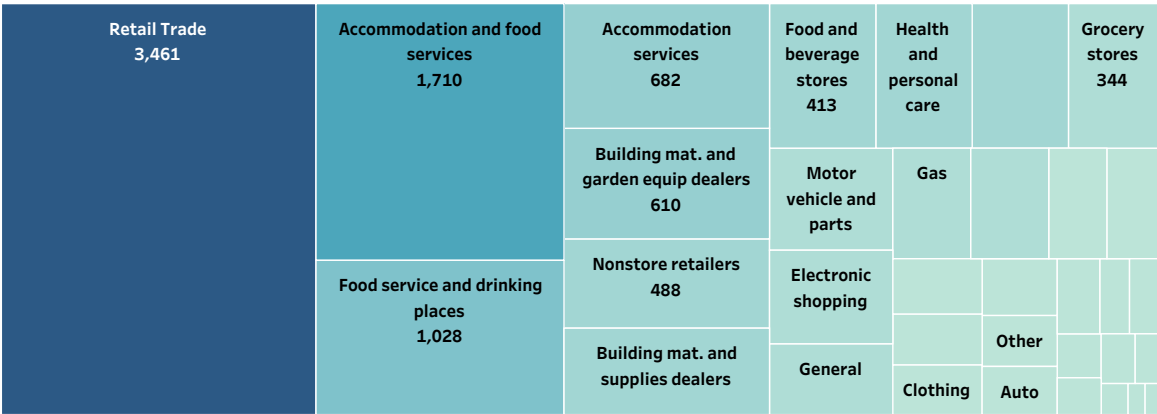 Retail Trade
3,461
Accommodation and food
services
1,710
Food service and drinking
places
1,028
Accommodation
services
682
Building mat. and
garden equip dealers
610
Nonstore retailers
488
Building mat. and
supplies dealers
Food and
beverage
stores
413
Health
and
personal
care
Grocery
stores
344
Motor
vehicle and
parts
Gas
Electronic
shopping
General
Clothing
Other
Auto